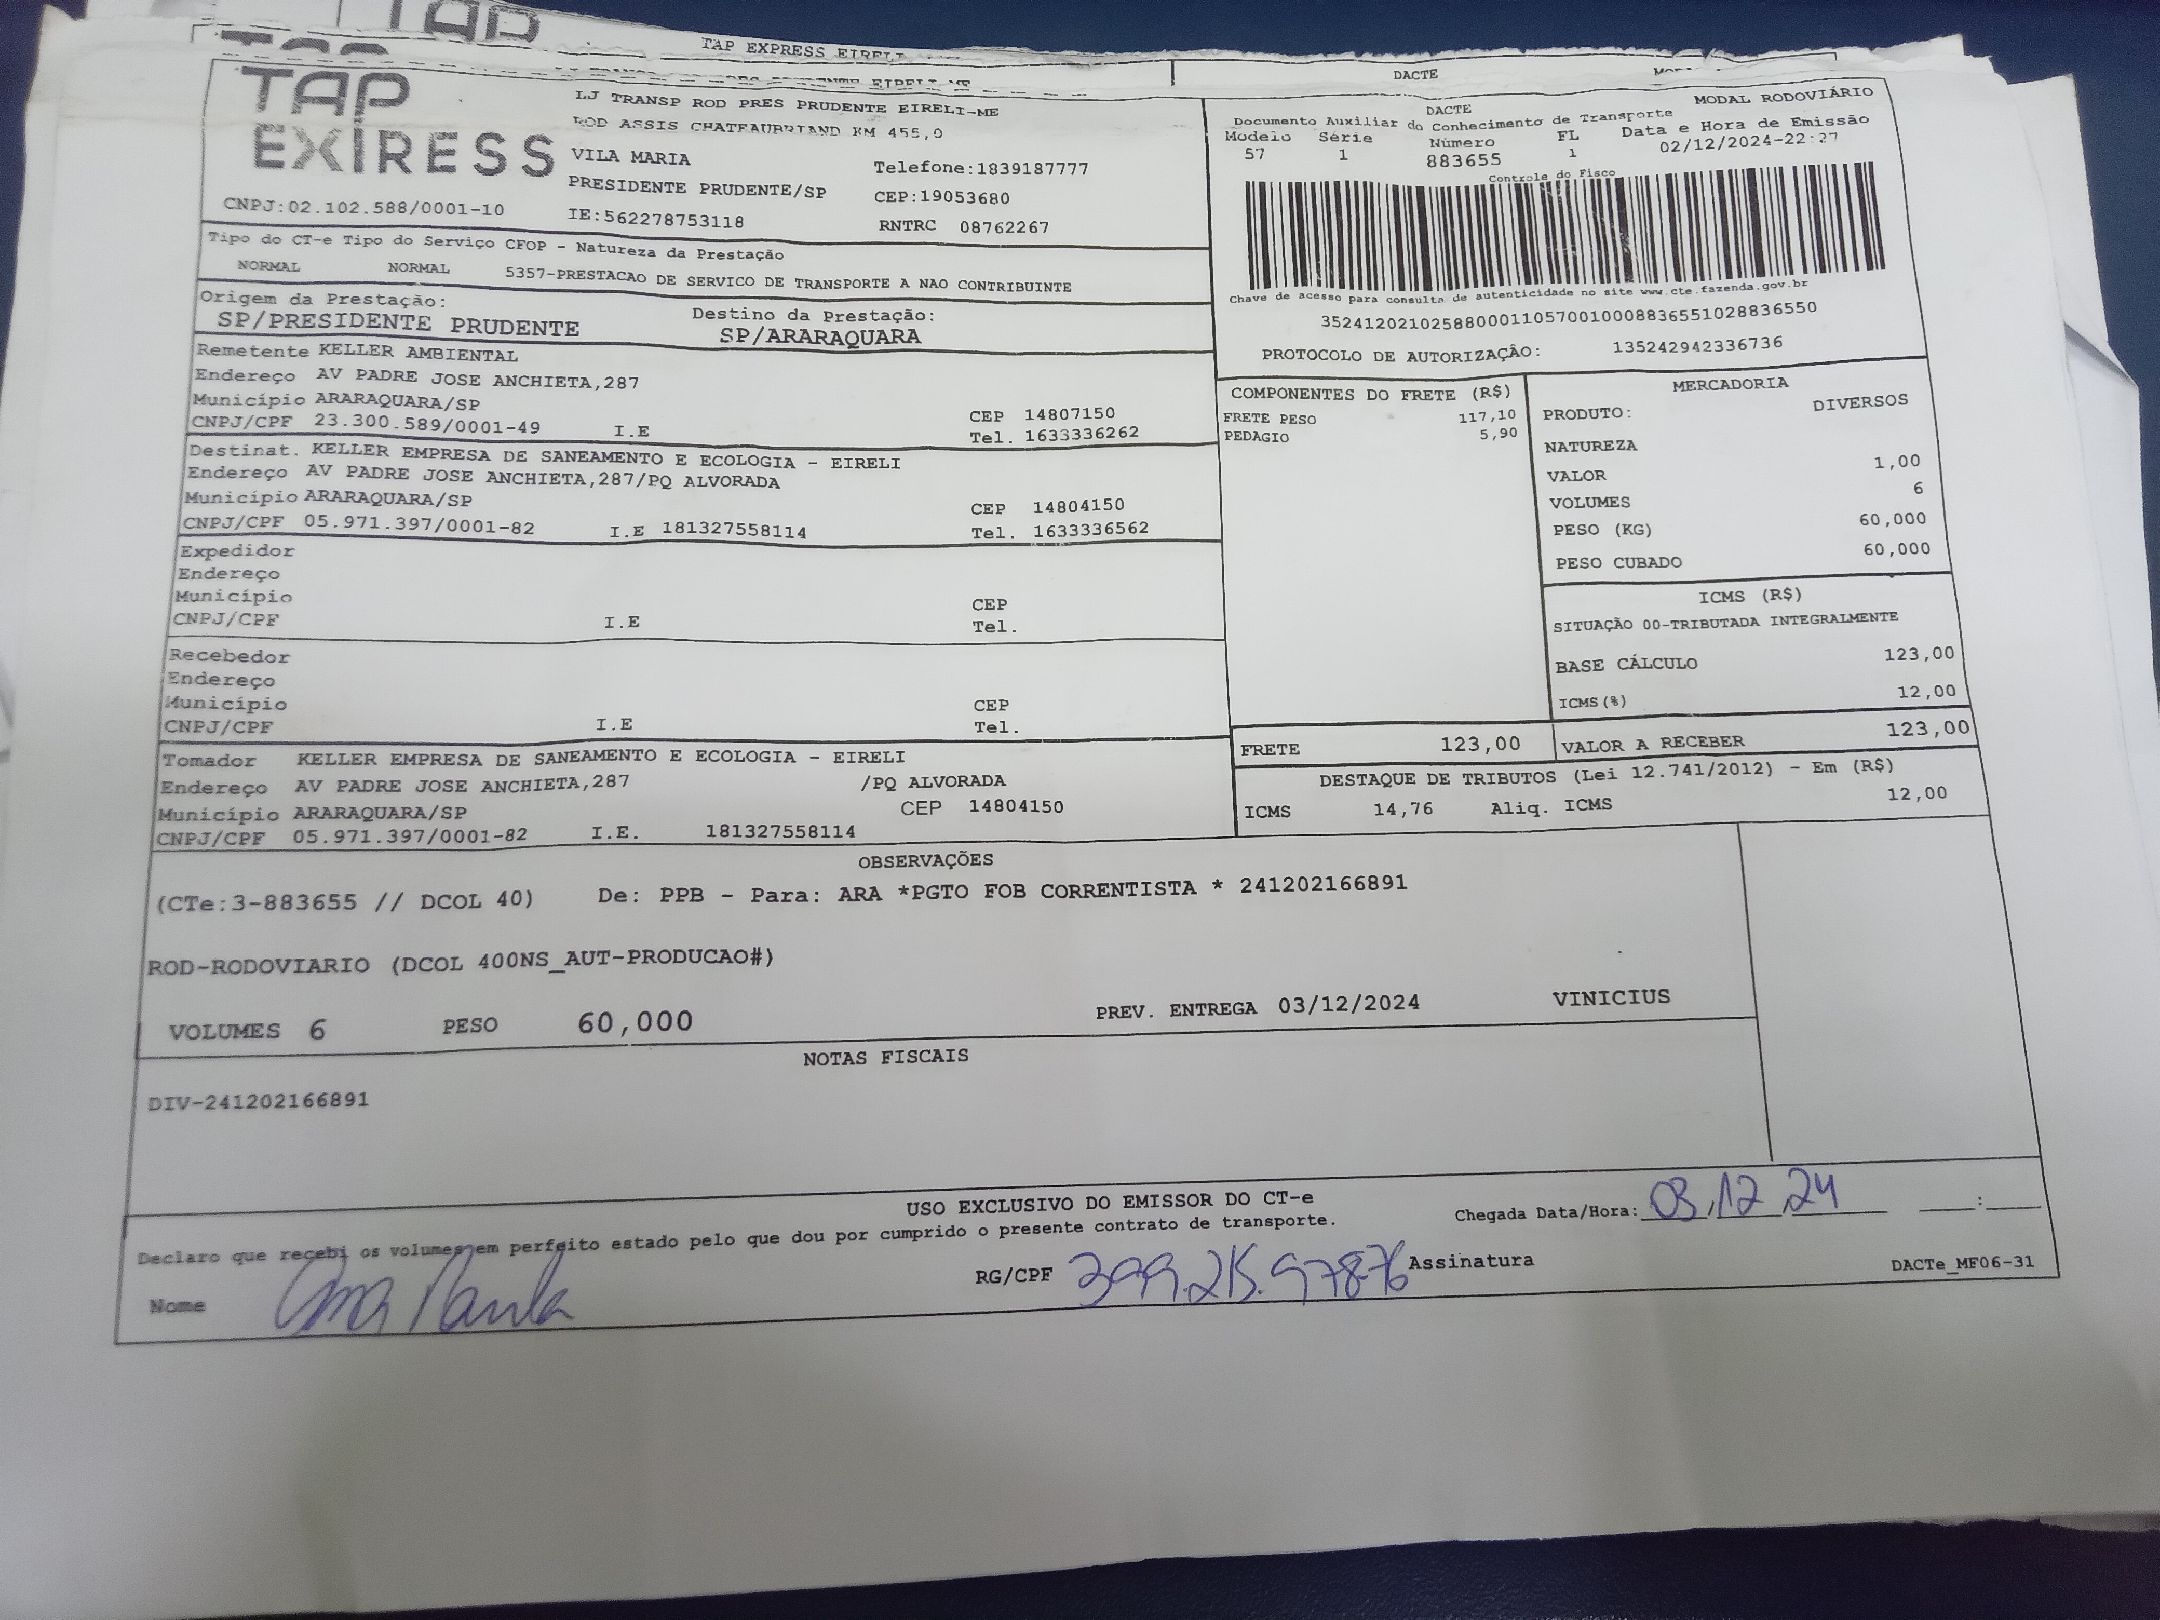 TAP EXPRESS EIRELI
DACTE
TAP
EXPRESS
CNPJ:02.102.588/0001-10
LJ TRANSP ROD PRES PRUDENTE EIRELI-ME
ROD ASSIS CHATEAUBRIAND KM 455,0
VILA MARIA
Telefone:1839187777
PRESIDENTE PRUDENTE/SP
CEP:19053680
IE:562278753118
RNTRC 08762267
DACTE
MODAL RODOVIÁRIO
Documento Auxiliar do Conhecimento de Transporte
Modelo Série Número FL Data e Hora de Emissão
57 1 883655 1 02/12/2024-22:27
Controle do Fisco
Chave de acesso para consulta de autenticidade no site www.cte.fazenda.gov.br
35241202102588000110570010008836551028836550
PROTOCOLO DE AUTORIZAÇÃO: 135242942336736
Tipo do CT-e Tipo do Serviço CFOP - Natureza da Prestação
NORMAL NORMAL 5357-PRESTACAO DE SERVICO DE TRANSPORTE A NAO CONTRIBUINTE
Origem da Prestação: Destino da Prestação:
SP/PRESIDENTE PRUDENTE SP/ARARAQUARA
Remetente KELLER AMBIENTAL
Endereço AV PADRE JOSE ANCHIETA,287
Município ARARAQUARA/SP CEP 14807150
CNPJ/CPF 23.300.589/0001-49 I.E Tel. 1633336262
Destinat. KELLER EMPRESA DE SANEAMENTO E ECOLOGIA - EIRELI
Endereço AV PADRE JOSE ANCHIETA,287/PQ ALVORADA
Município ARARAQUARA/SP CEP 14804150
CNPJ/CPF 05.971.397/0001-82 I.E 181327558114 Tel. 1633336562
Expedidor
Endereço
Município CEP
CNPJ/CPF I.E Tel.
Recebedor
Endereço
Município CEP
CNPJ/CPF I.E Tel.
Tomador KELLER EMPRESA DE SANEAMENTO E ECOLOGIA - EIRELI
Endereço AV PADRE JOSE ANCHIETA,287 /PQ ALVORADA
Município ARARAQUARA/SP CEP 14804150
CNPJ/CPF 05.971.397/0001-82 I.E. 181327558114
COMPONENTES DO FRETE (R$)
FRETE PESO 117,10
PEDAGIO 5,90
MERCADORIA
PRODUTO: DIVERSOS
NATUREZA
VALOR 1,00
VOLUMES 6
PESO (KG) 60,000
PESO CUBADO 60,000
ICMS (R$)
SITUAÇÃO 00-TRIBUTADA INTEGRALMENTE
BASE CÁLCULO 123,00
ICMS(%) 12,00
FRETE 123,00 VALOR A RECEBER 123,00
DESTAQUE DE TRIBUTOS (Lei 12.741/2012) - Em (R$)
ICMS 14,76 Aliq. ICMS 12,00
OBSERVAÇÕES
(CTe:3-883655 // DCOL 40) De: PPB - Para: ARA *PGTO FOB CORRENTISTA * 241202166891
ROD-RODOVIARIO (DCOL 400NS_AUT-PRODUCAO#)
VOLUMES 6 PESO 60,000 PREV. ENTREGA 03/12/2024 VINICIUS
NOTAS FISCAIS
DIV-241202166891
USO EXCLUSIVO DO EMISSOR DO CT-e
Declaro que recebi os volumes em perfeito estado pelo que dou por cumprido o presente contrato de transporte.
Chegada Data/Hora: 03/12/24 :
Nome Ana Paula RG/CPF 399.215.978-76 Assinatura
DACTe_MF06-31